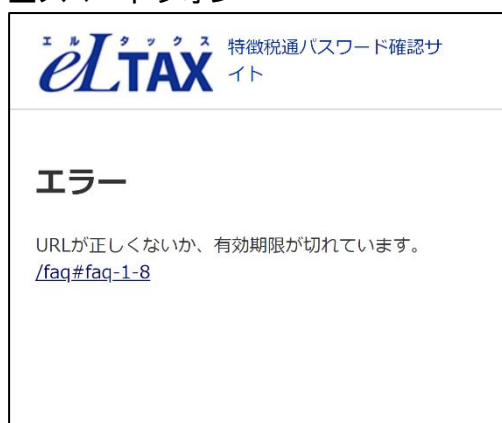 エルタックス
eLTAX 特徴税通パスワード確認サ
イト
エラー
URLが正しくないか、有効期限が切れています。
/faq#faq-1-8